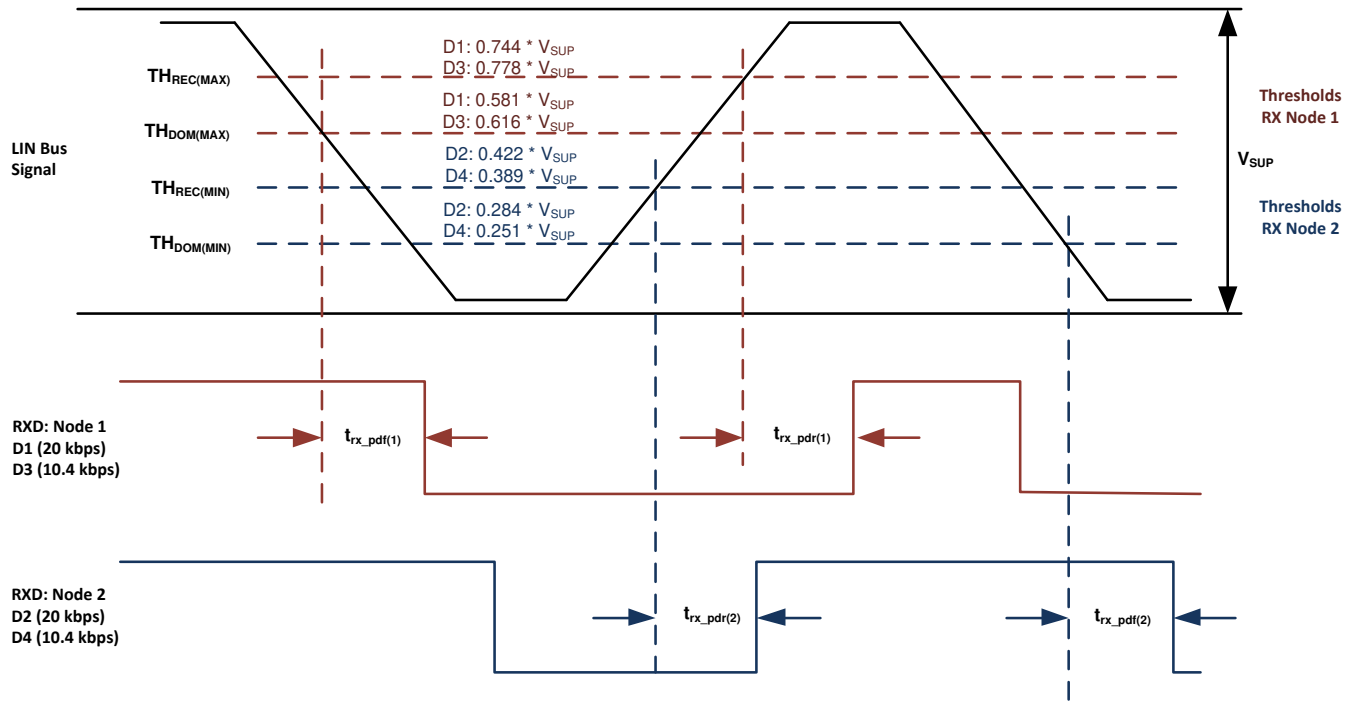 D1: 0.744 * VSUP
THREC(MAX) D3: 0.778 * VSUP
D1: 0.581 * VSUP
THDOM(MAX) D3: 0.616 * VSUP
D2: 0.422 * VSUP
THREC(MIN) D4: 0.389 * VSUP
D2: 0.284 * VSUP
THDOM(MIN) D4: 0.251 * VSUP
LIN Bus
Signal
Thresholds
RX Node 1
VSUP
Thresholds
RX Node 2
RXD: Node 1
D1 (20 kbps)
D3 (10.4 kbps)
trx_pdf(1)
trx_pdr(1)
RXD: Node 2
D2 (20 kbps)
D4 (10.4 kbps)
trx_pdr(2)
trx_pdf(2)